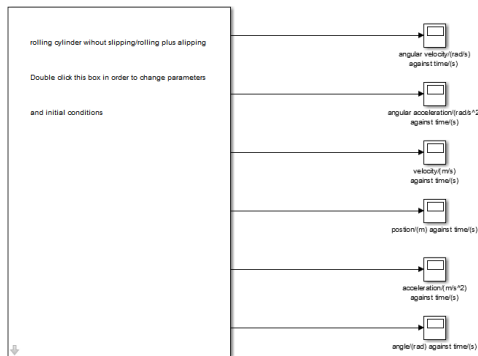 rolling cylinder wihout slipping/rolling plus alipping
Double click this box in order to change parameters
and initial conditions
angular velocity/(rad/s)
against time/(s)
angular acceleration/(rad/s^2
against time/(s)
velocity/(m/s)
against time/(s)
postion/(m) against time/(s)
acceleration/(m/s^2)
against time/(s)
angle/(rad) against time/(s)